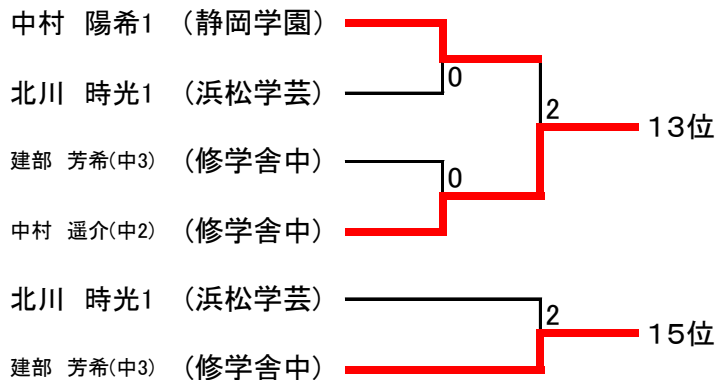 中村 陽希1 (静岡学園)
0
北川 時光1 (浜松学芸)
2
13位
建部 芳希(中3) (修学舎中)
0
中村 遥介(中2) (修学舎中)
北川 時光1 (浜松学芸)
2
15位
建部 芳希(中3) (修学舎中)